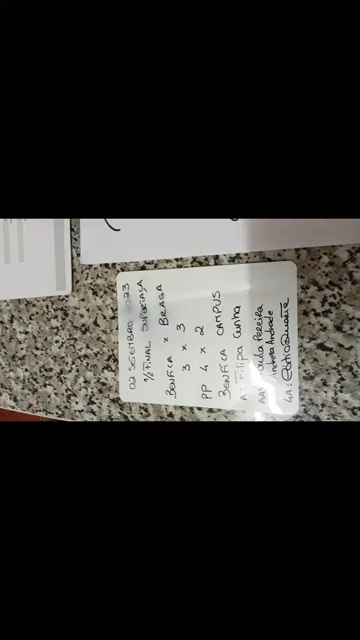 02 SETEMBRO 2023
1/2 FINAL SUPERTAÇA
BENFICA x BRAGA
3 x 3
PP 4 x 2
BENFICA CAMPUS
A: Filipa Cunha
AA: Pereira
Andreia Andrade
4A: